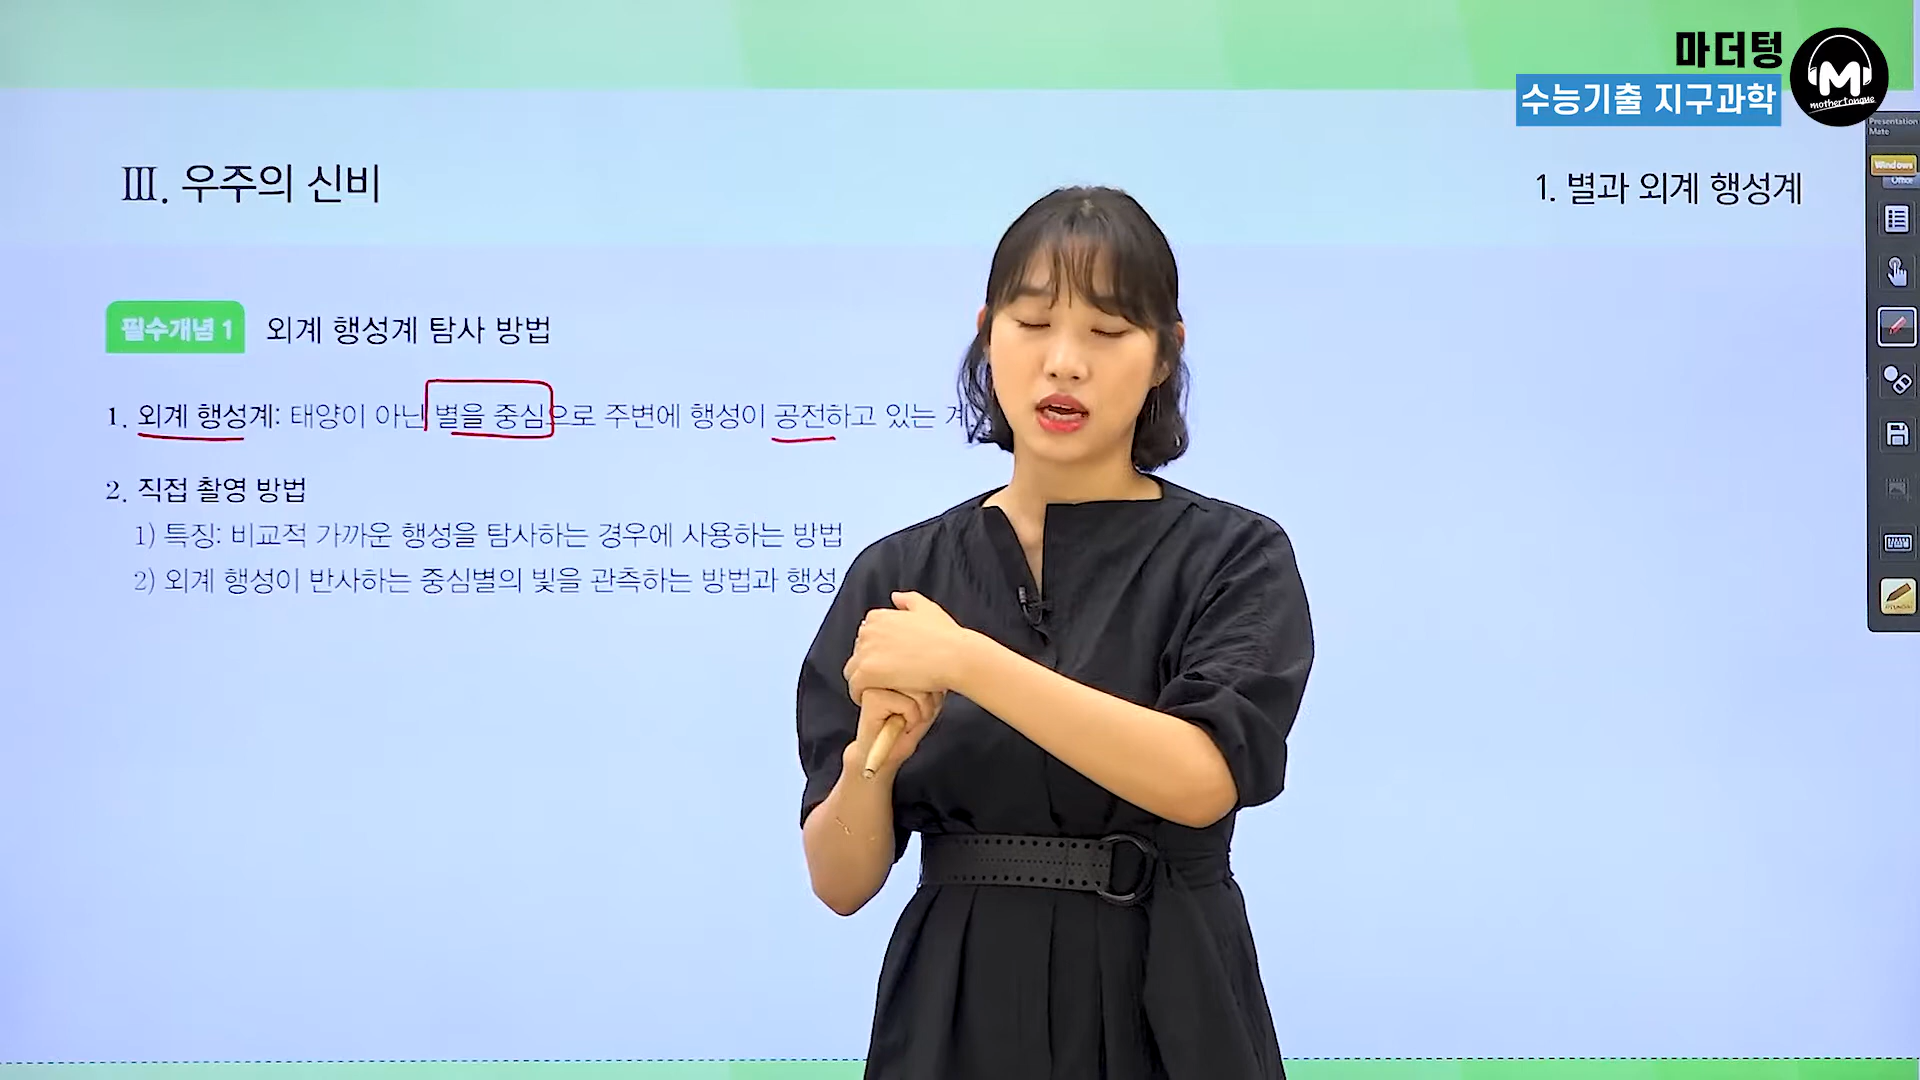 마더텅
수능기출 지구과학
M
mothertongue
Presentation
Mate
Windows
Office
Ⅲ. 우주의 신비
1. 별과 외계 행성계
필수개념 1 외계 행성계 탐사 방법
1. 외계 행성계: 태양이 아닌 별을 중심으로 주변에 행성이 공전하고 있는 계
2. 직접 촬영 방법
1) 특징: 비교적 가까운 행성을 탐사하는 경우에 사용하는 방법
2) 외계 행성이 반사하는 중심별의 빛을 관측하는 방법과 행성